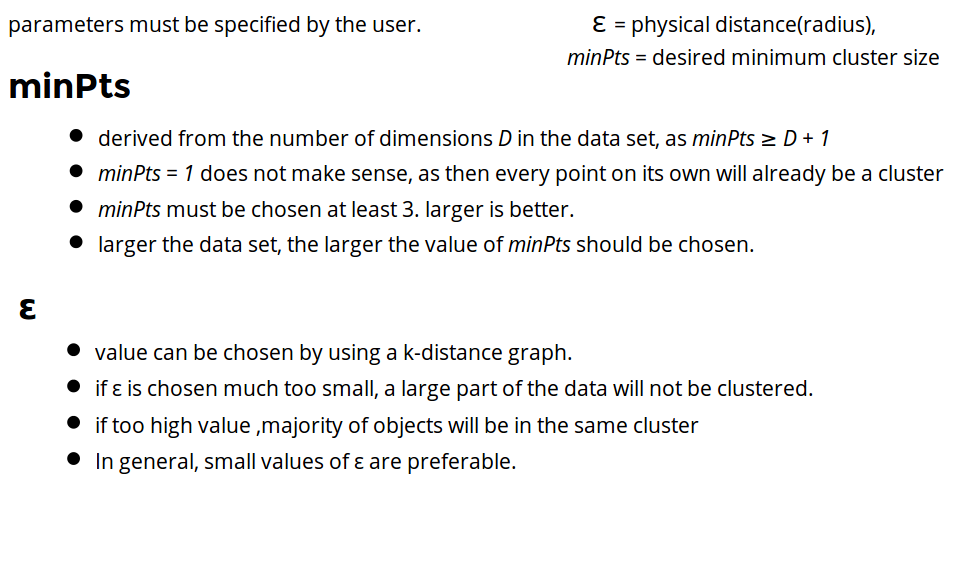 parameters must be specified by the user.
ε = physical distance(radius),
minPts = desired minimum cluster size
minPts
● derived from the number of dimensions D in the data set, as minPts ≥ D + 1
● minPts = 1 does not make sense, as then every point on its own will already be a cluster
● minPts must be chosen at least 3. larger is better.
● larger the data set, the larger the value of minPts should be chosen.
ε
● value can be chosen by using a k-distance graph.
● if ε is chosen much too small, a large part of the data will not be clustered.
● if too high value ,majority of objects will be in the same cluster
● In general, small values of ε are preferable.